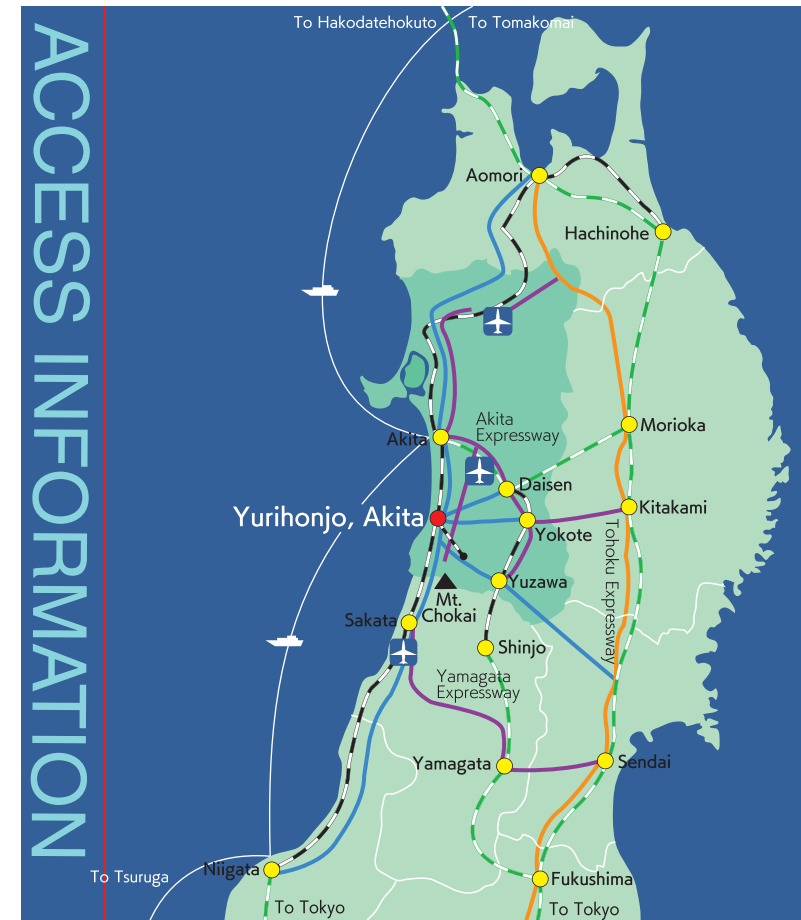 ACCESS INFORMATION
To Hakodatehokuto
To Tomakomai
Aomori
Hachinohe
Akita
Expressway
Akita
Morioka
Daisen
Kitakami
Yurihonjo, Akita
Yokote
Tohoku Expressway
Yuzawa
Mt.
Chokai
Sakata
Shinjo
Yamagata
Expressway
Yamagata
Sendai
Niigata
To Tsuruga
Fukushima
To Tokyo
To Tokyo